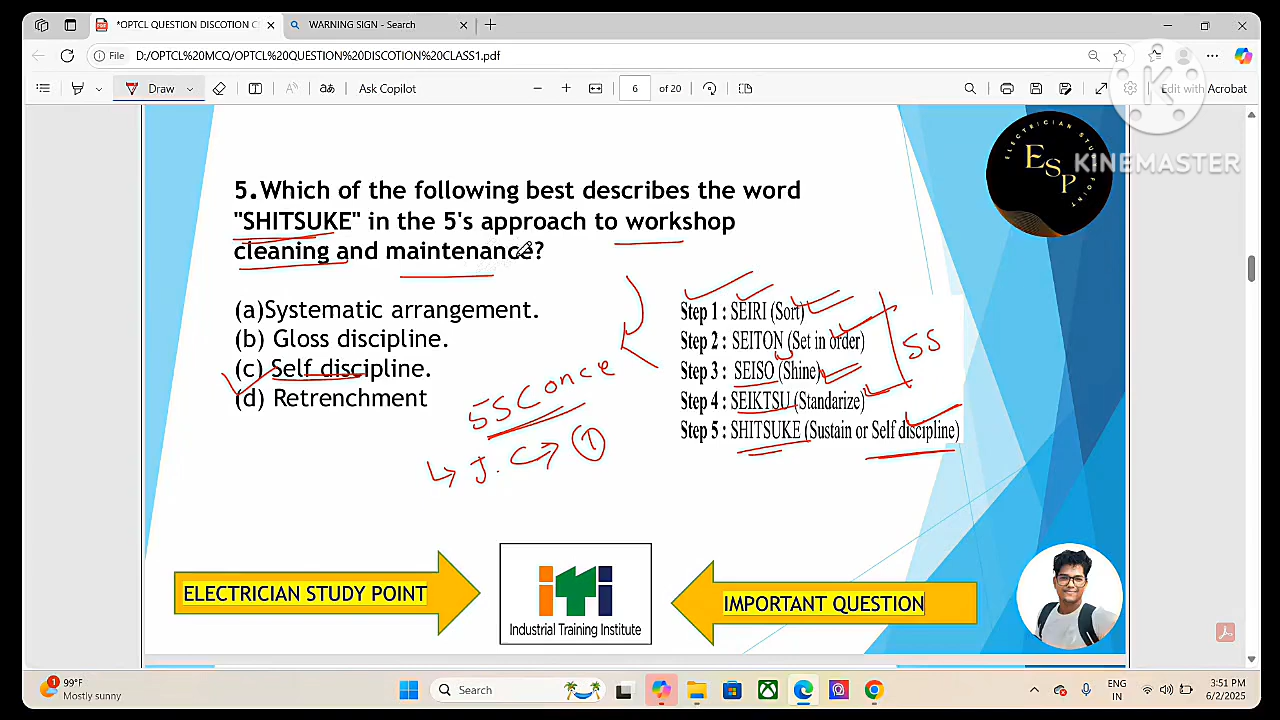 *OPTCL QUESTION DISCOTION C
WARNING SIGN - Search
File
D:/OPTCL%20MCQ/OPTCL%20QUESTION%20DISCOTION%20CLASS1.pdf
Draw
Ask Copilot
6
of 20
Edit with Acrobat
KINEMASTER
ELECTRICIAN STUDY POINT
ESP
5.Which of the following best describes the word
"SHITSUKE" in the 5's approach to workshop
cleaning and maintenance?
(a)Systematic arrangement.
(b) Gloss discipline.
(c) Self discipline.
(d) Retrenchment
Step 1 : SEIRI (Sort)
Step 2 : SEITON (Set in order)
Step 3 : SEISO (Shine)
Step 4 : SEIKTSU (Standarize)
Step 5 : SHITSUKE (Sustain or Self discipline)
5S
5S Conce
J.C → 1
ELECTRICIAN STUDY POINT
iTi
Industrial Training Institute
IMPORTANT QUESTION
99°F
Mostly sunny
Search
ENG
IN
3:51 PM
6/2/2025